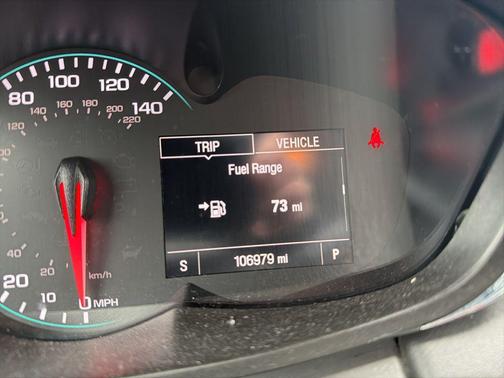 80 100 120 140
120 140 160 180 200 220
TRIP VEHICLE
Fuel Range
73 mi
S 106979 mi P
40
20 20 km/h
10 0 MPH